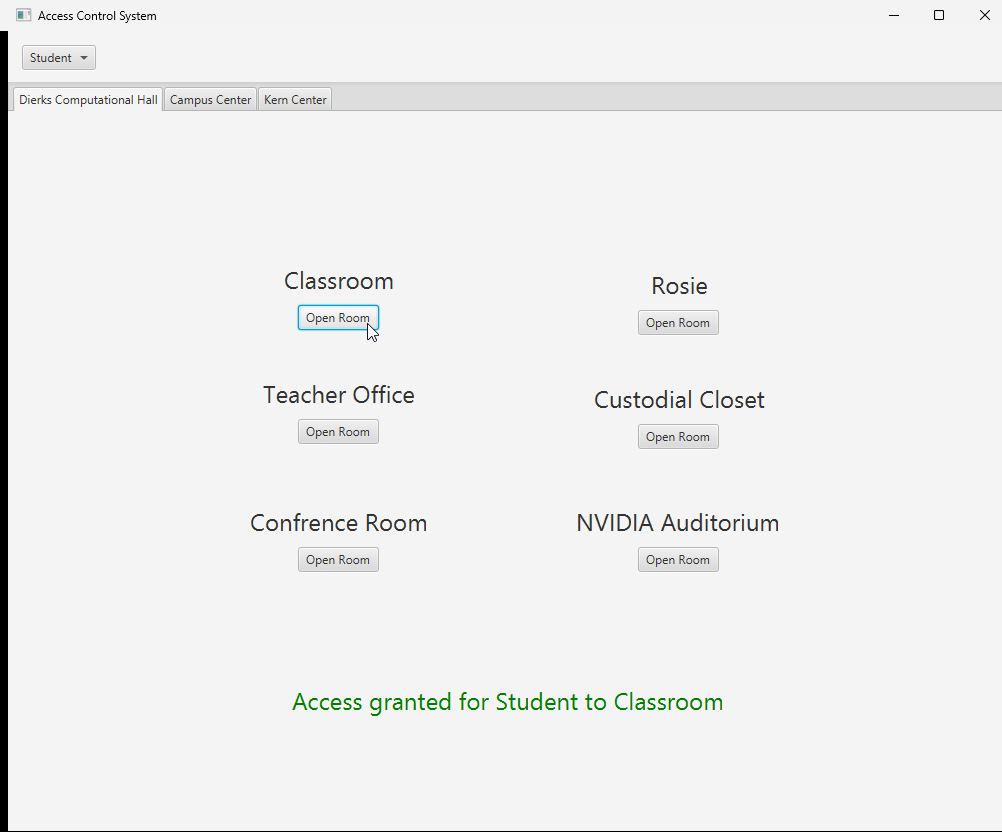 Access Control System
Student
Dierks Computational Hall Campus Center Kern Center
Classroom
Open Room
Rosie
Open Room
Teacher Office
Open Room
Custodial Closet
Open Room
Confrence Room
Open Room
NVIDIA Auditorium
Open Room
Access granted for Student to Classroom